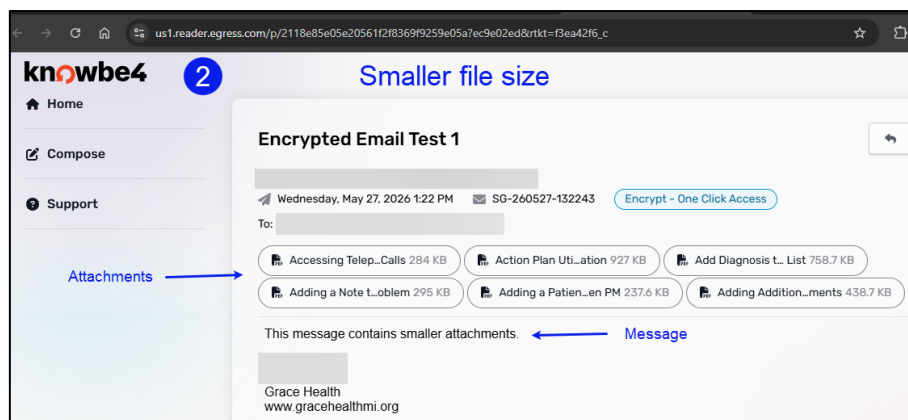 us1.reader.egress.com/p/2118e85e05e20561f2f8369f9259e05a?ec9e02ed&rtkt=f3ea42f6_c
knowbe4
2
Smaller file size
Home
Compose
Support
Encrypted Email Test 1
Wednesday, May 27, 2026 1:22 PM SG-260527-132243 Encrypt - One Click Access
To:
Attachments
Accessing Telep...Calls 284 KB Action Plan Uti...ation 927 KB Add Diagnosis t... List 758.7 KB
Adding a Note t...oblem 295 KB Adding a Patien...en PM 237.6 KB Adding Addition...ments 438.7 KB
This message contains smaller attachments. Message
Grace Health
www.gracehealthmi.org